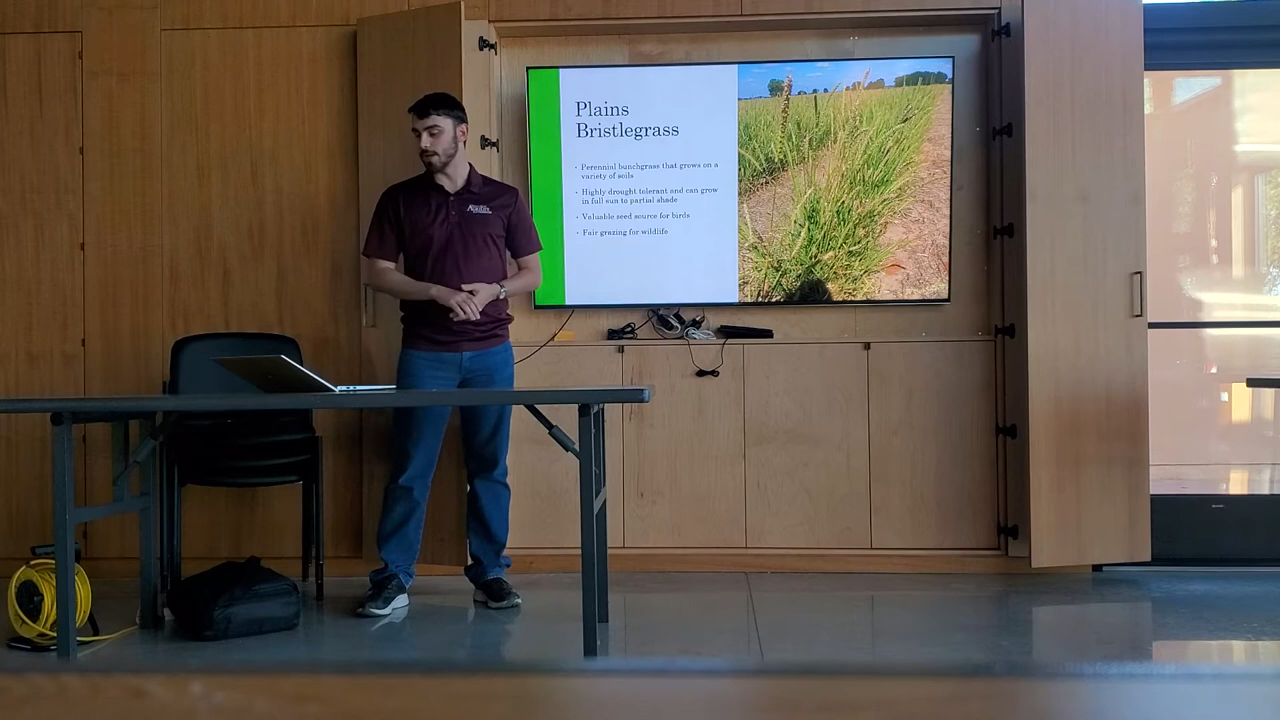 Plains
Bristlegrass
• Perennial bunchgrass that grows on a
variety of soils
• Highly drought tolerant and can grow
in full sun to partial shade
• Valuable seed source for birds
• Fair grazing for wildlife